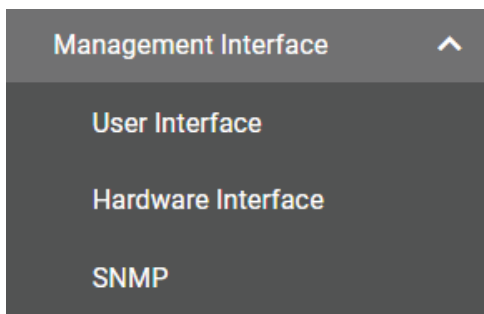 Management Interface
User Interface
Hardware Interface
SNMP